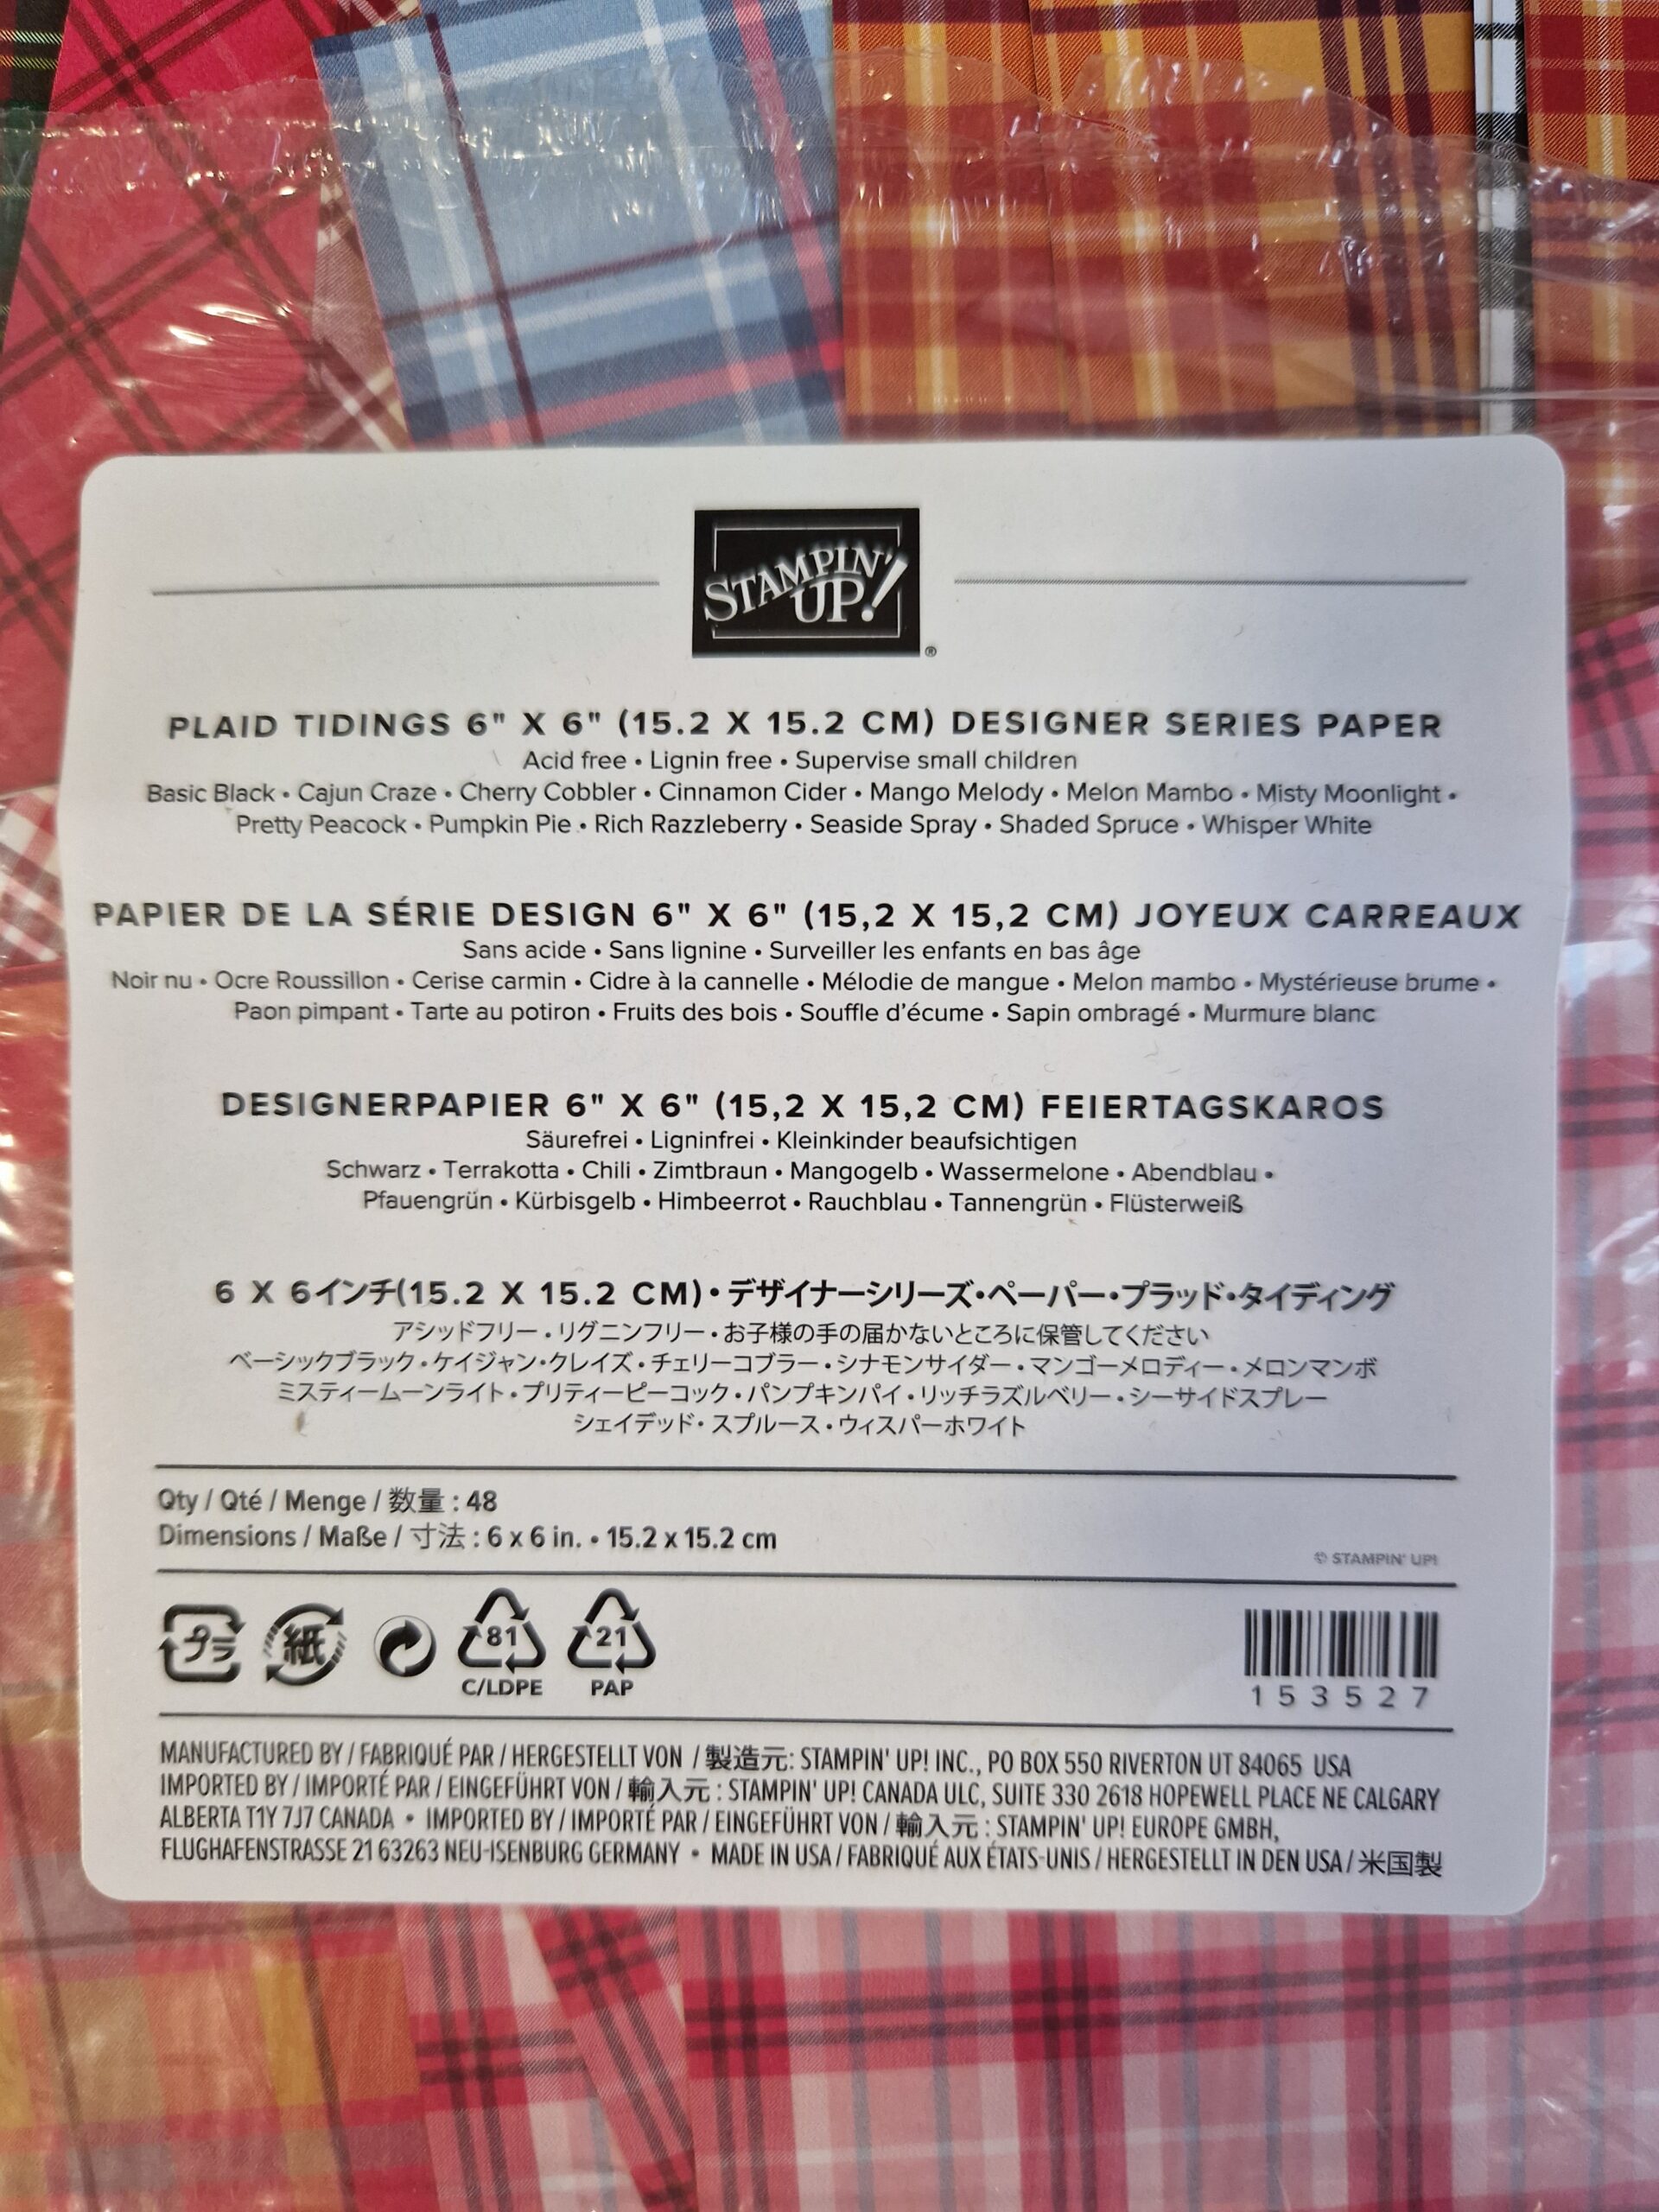 STAMPIN' UP!
®
PLAID TIDINGS 6" X 6" (15.2 X 15.2 CM) DESIGNER SERIES PAPER
Acid free • Lignin free • Supervise small children
Basic Black • Cajun Craze • Cherry Cobbler • Cinnamon Cider • Mango Melody • Melon Mambo • Misty Moonlight •
Pretty Peacock • Pumpkin Pie • Rich Razzleberry • Seaside Spray • Shaded Spruce • Whisper White
PAPIER DE LA SÉRIE DESIGN 6" X 6" (15,2 X 15,2 CM) JOYEUX CARREAUX
Sans acide • Sans lignine • Surveiller les enfants en bas âge
Noir nu • Ocre Roussillon • Cerise carmin • Cidre à la cannelle • Mélodie de mangue • Melon mambo • Mystérieuse brume •
Paon pimpant • Tarte au potiron • Fruits des bois • Souffle d'écume • Sapin ombragé • Murmure blanc
DESIGNERPAPIER 6" X 6" (15,2 X 15,2 CM) FEIERTAGSKAROS
Säurefrei • Ligninfrei • Kleinkinder beaufsichtigen
Schwarz • Terrakotta • Chili • Zimtbraun • Mangogelb • Wassermelone • Abendblau •
Pfauengrün • Kürbisgelb • Himbeerrot • Rauchblau • Tannengrün • Flüsterweiß
6 X 6インチ(15.2 X 15.2 CM)・デザイナーシリーズ・ペーパー・プラッド・タイディング
アシッドフリー・リグニンフリー・お子様の手の届かないところに保管してください
ベーシックブラック・ケイジャン・クレイズ・チェリーコブラー・シナモンサイダー・マンゴーメロディー・メロンマンボ
ミスティームーンライト・プリティーピーコック・パンプキンパイ・リッチラズルベリー・シーサイドスプレー
シェイデッド・スプルース・ウィスパーホワイト
Qty / Qté / Menge / 数量 : 48
Dimensions / Maße / 寸法 : 6 x 6 in. • 15.2 x 15.2 cm
© STAMPIN' UP!
プラ 紙 81 21
C/LDPE PAP
153527
MANUFACTURED BY / FABRIQUÉ PAR / HERGESTELLT VON / 製造元: STAMPIN' UP! INC., PO BOX 550 RIVERTON UT 84065 USA
IMPORTED BY / IMPORTÉ PAR / EINGEFÜHRT VON / 輸入元 : STAMPIN' UP! CANADA ULC, SUITE 330 2618 HOPEWELL PLACE NE CALGARY
ALBERTA T1Y 7J7 CANADA • IMPORTED BY / IMPORTÉ PAR / EINGEFÜHRT VON / 輸入元 : STAMPIN' UP! EUROPE GMBH,
FLUGHAFENSTRASSE 21 63263 NEU-ISENBURG GERMANY • MADE IN USA / FABRIQUÉ AUX ÉTATS-UNIS / HERGESTELLT IN DEN USA / 米国製